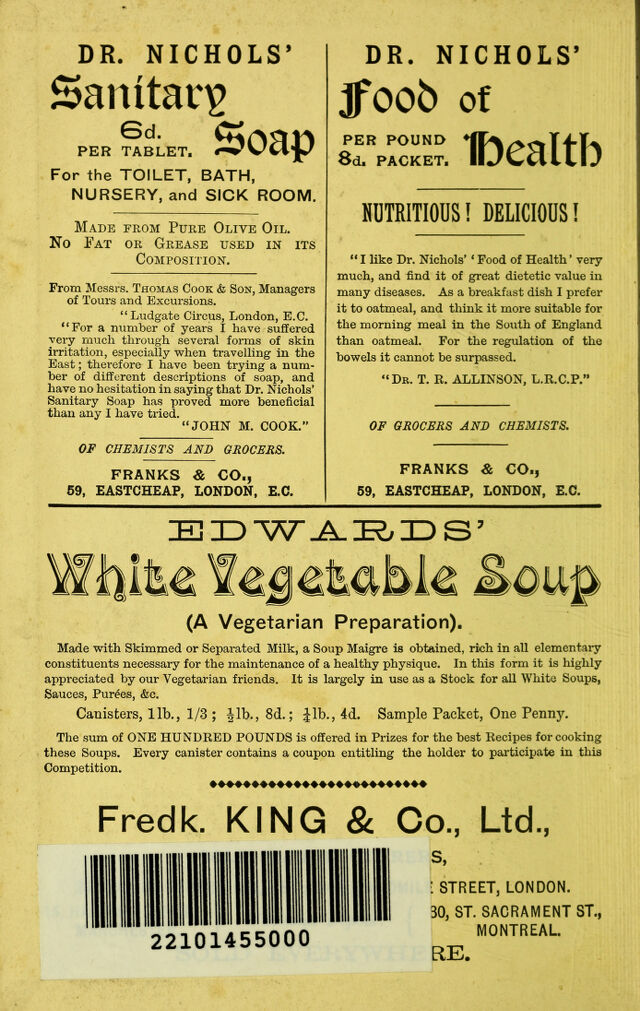 DR. NICHOLS'
Sanitary
6d.
PER TABLET.
Soap
For the TOILET, BATH,
NURSERY, and SICK ROOM.
MADE FROM PURE OLIVE OIL.
NO FAT OR GREASE USED IN ITS
COMPOSITION.
From Messrs. THOMAS COOK & SON, Managers
of Tours and Excursions.
"Ludgate Circus, London, E.C.
"For a number of years I have suffered
very much through several forms of skin
irritation, especially when travelling in the
East; therefore I have been trying a num-
ber of different descriptions of soap, and
have no hesitation in saying that Dr. Nichols'
Sanitary Soap has proved more beneficial
than any I have tried.
"JOHN M. COOK."
OF CHEMISTS AND GROCERS.
FRANKS & CO.,
59, EASTCHEAP, LONDON, E.C.
DR. NICHOLS'
Food of
PER POUND
8d. PACKET.
Health
NUTRITIOUS! DELICIOUS!
"I like Dr. Nichols' 'Food of Health' very
much, and find it of great dietetic value in
many diseases. As a breakfast dish I prefer
it to oatmeal, and think it more suitable for
the morning meal in the South of England
than oatmeal. For the regulation of the
bowels it cannot be surpassed.
"DR. T. R. ALLINSON, L.R.C.P."
OF GROCERS AND CHEMISTS.
FRANKS & CO.,
59, EASTCHEAP, LONDON, E.C.
EDWARDS'
White Vegetable Soup
(A Vegetarian Preparation).
Made with Skimmed or Separated Milk, a Soup Maigre is obtained, rich in all elementary
constituents necessary for the maintenance of a healthy physique. In this form it is highly
appreciated by our Vegetarian friends. It is largely in use as a Stock for all White Soups,
Sauces, Purées, &c.
Canisters, 1lb., 1/3; ½lb., 8d.; ¼lb., 4d. Sample Packet, One Penny.
The sum of ONE HUNDRED POUNDS is offered in Prizes for the best Recipes for cooking
these Soups. Every canister contains a coupon entitling the holder to participate in this
Competition.
Fredk. KING & Co., Ltd.,
S,
STREET, LONDON.
30, ST. SACRAMENT ST.,
MONTREAL.
RE.
22101455000